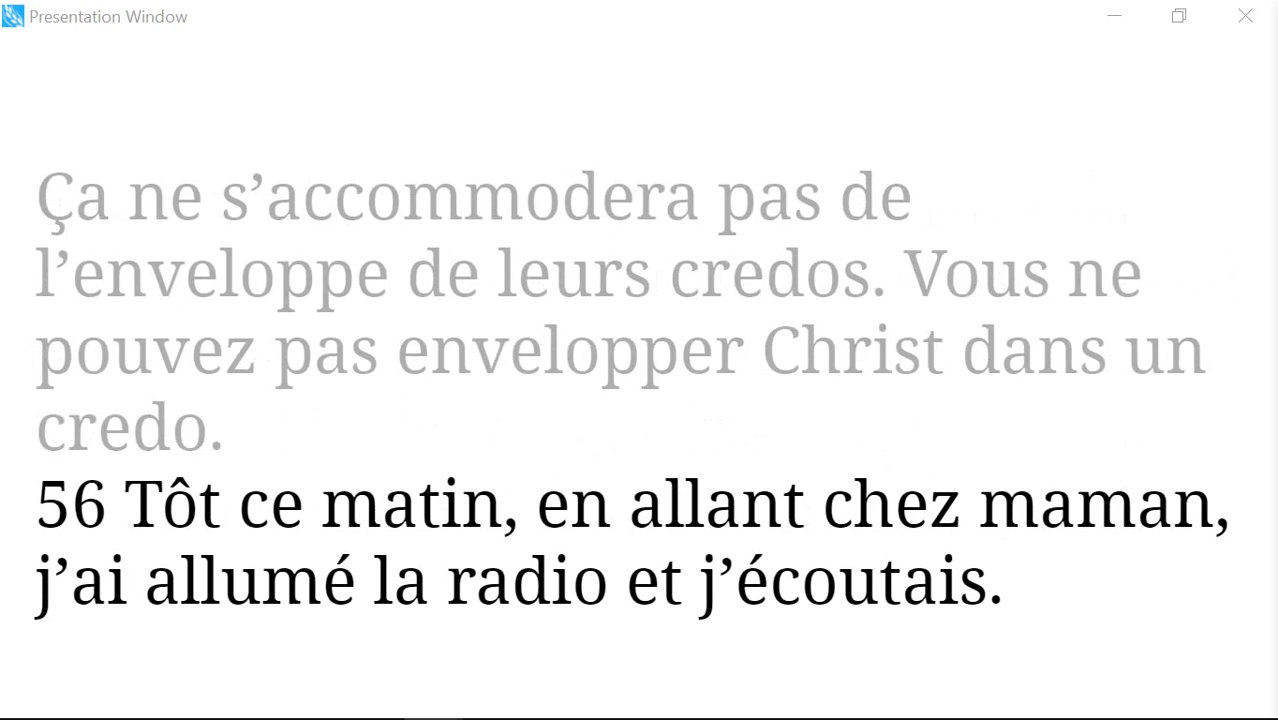 Presentation Window
Ça ne s’accommodera pas de
l’enveloppe de leurs credos. Vous ne
pouvez pas envelopper Christ dans un
credo.
56 Tôt ce matin, en allant chez maman,
j’ai allumé la radio et j’écoutais.